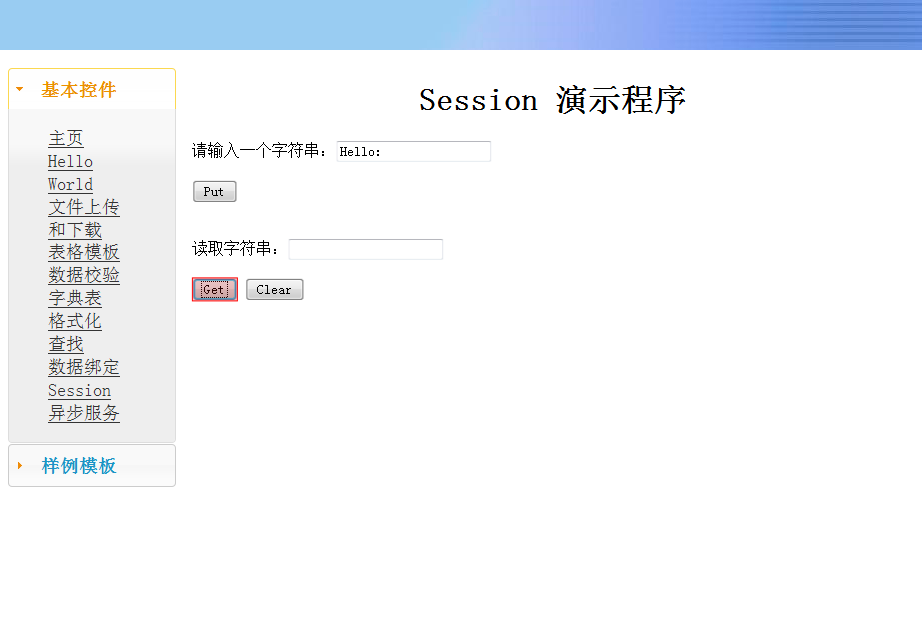 基本控件
主页
Hello
World
文件上传
和下载
表格模板
数据校验
字典表
格式化
查找
数据绑定
Session
异步服务
样例模板
Session 演示程序
请输入一个字符串： Hello:
Put
读取字符串：
Get Clear